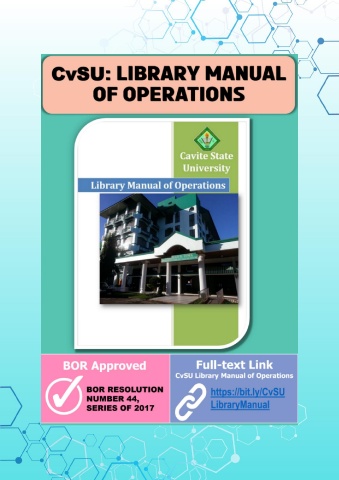 CvSU: LIBRARY MANUAL
OF OPERATIONS
Cavite State
University
Library Manual of Operations
BOR Approved
BOR RESOLUTION
NUMBER 44,
SERIES OF 2017
Full-text Link
CvSU Library Manual of Operations
https://bit.ly/CvSU
LibraryManual